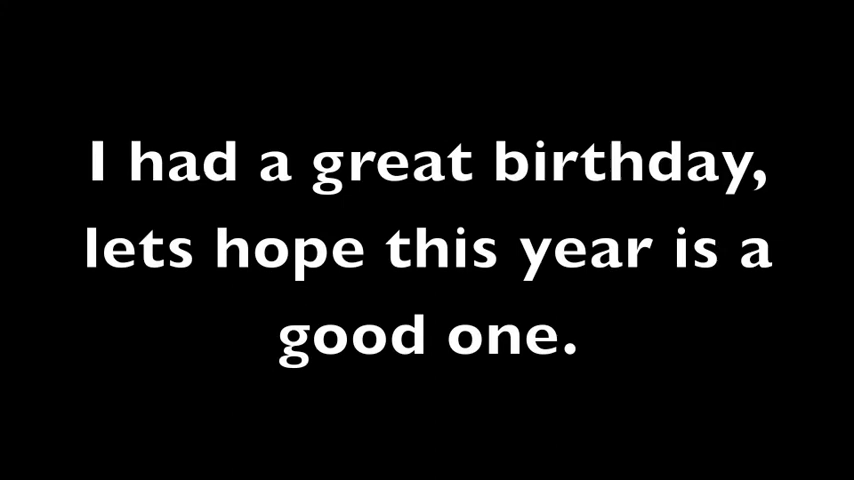 I had a great birthday,
lets hope this year is a
good one.